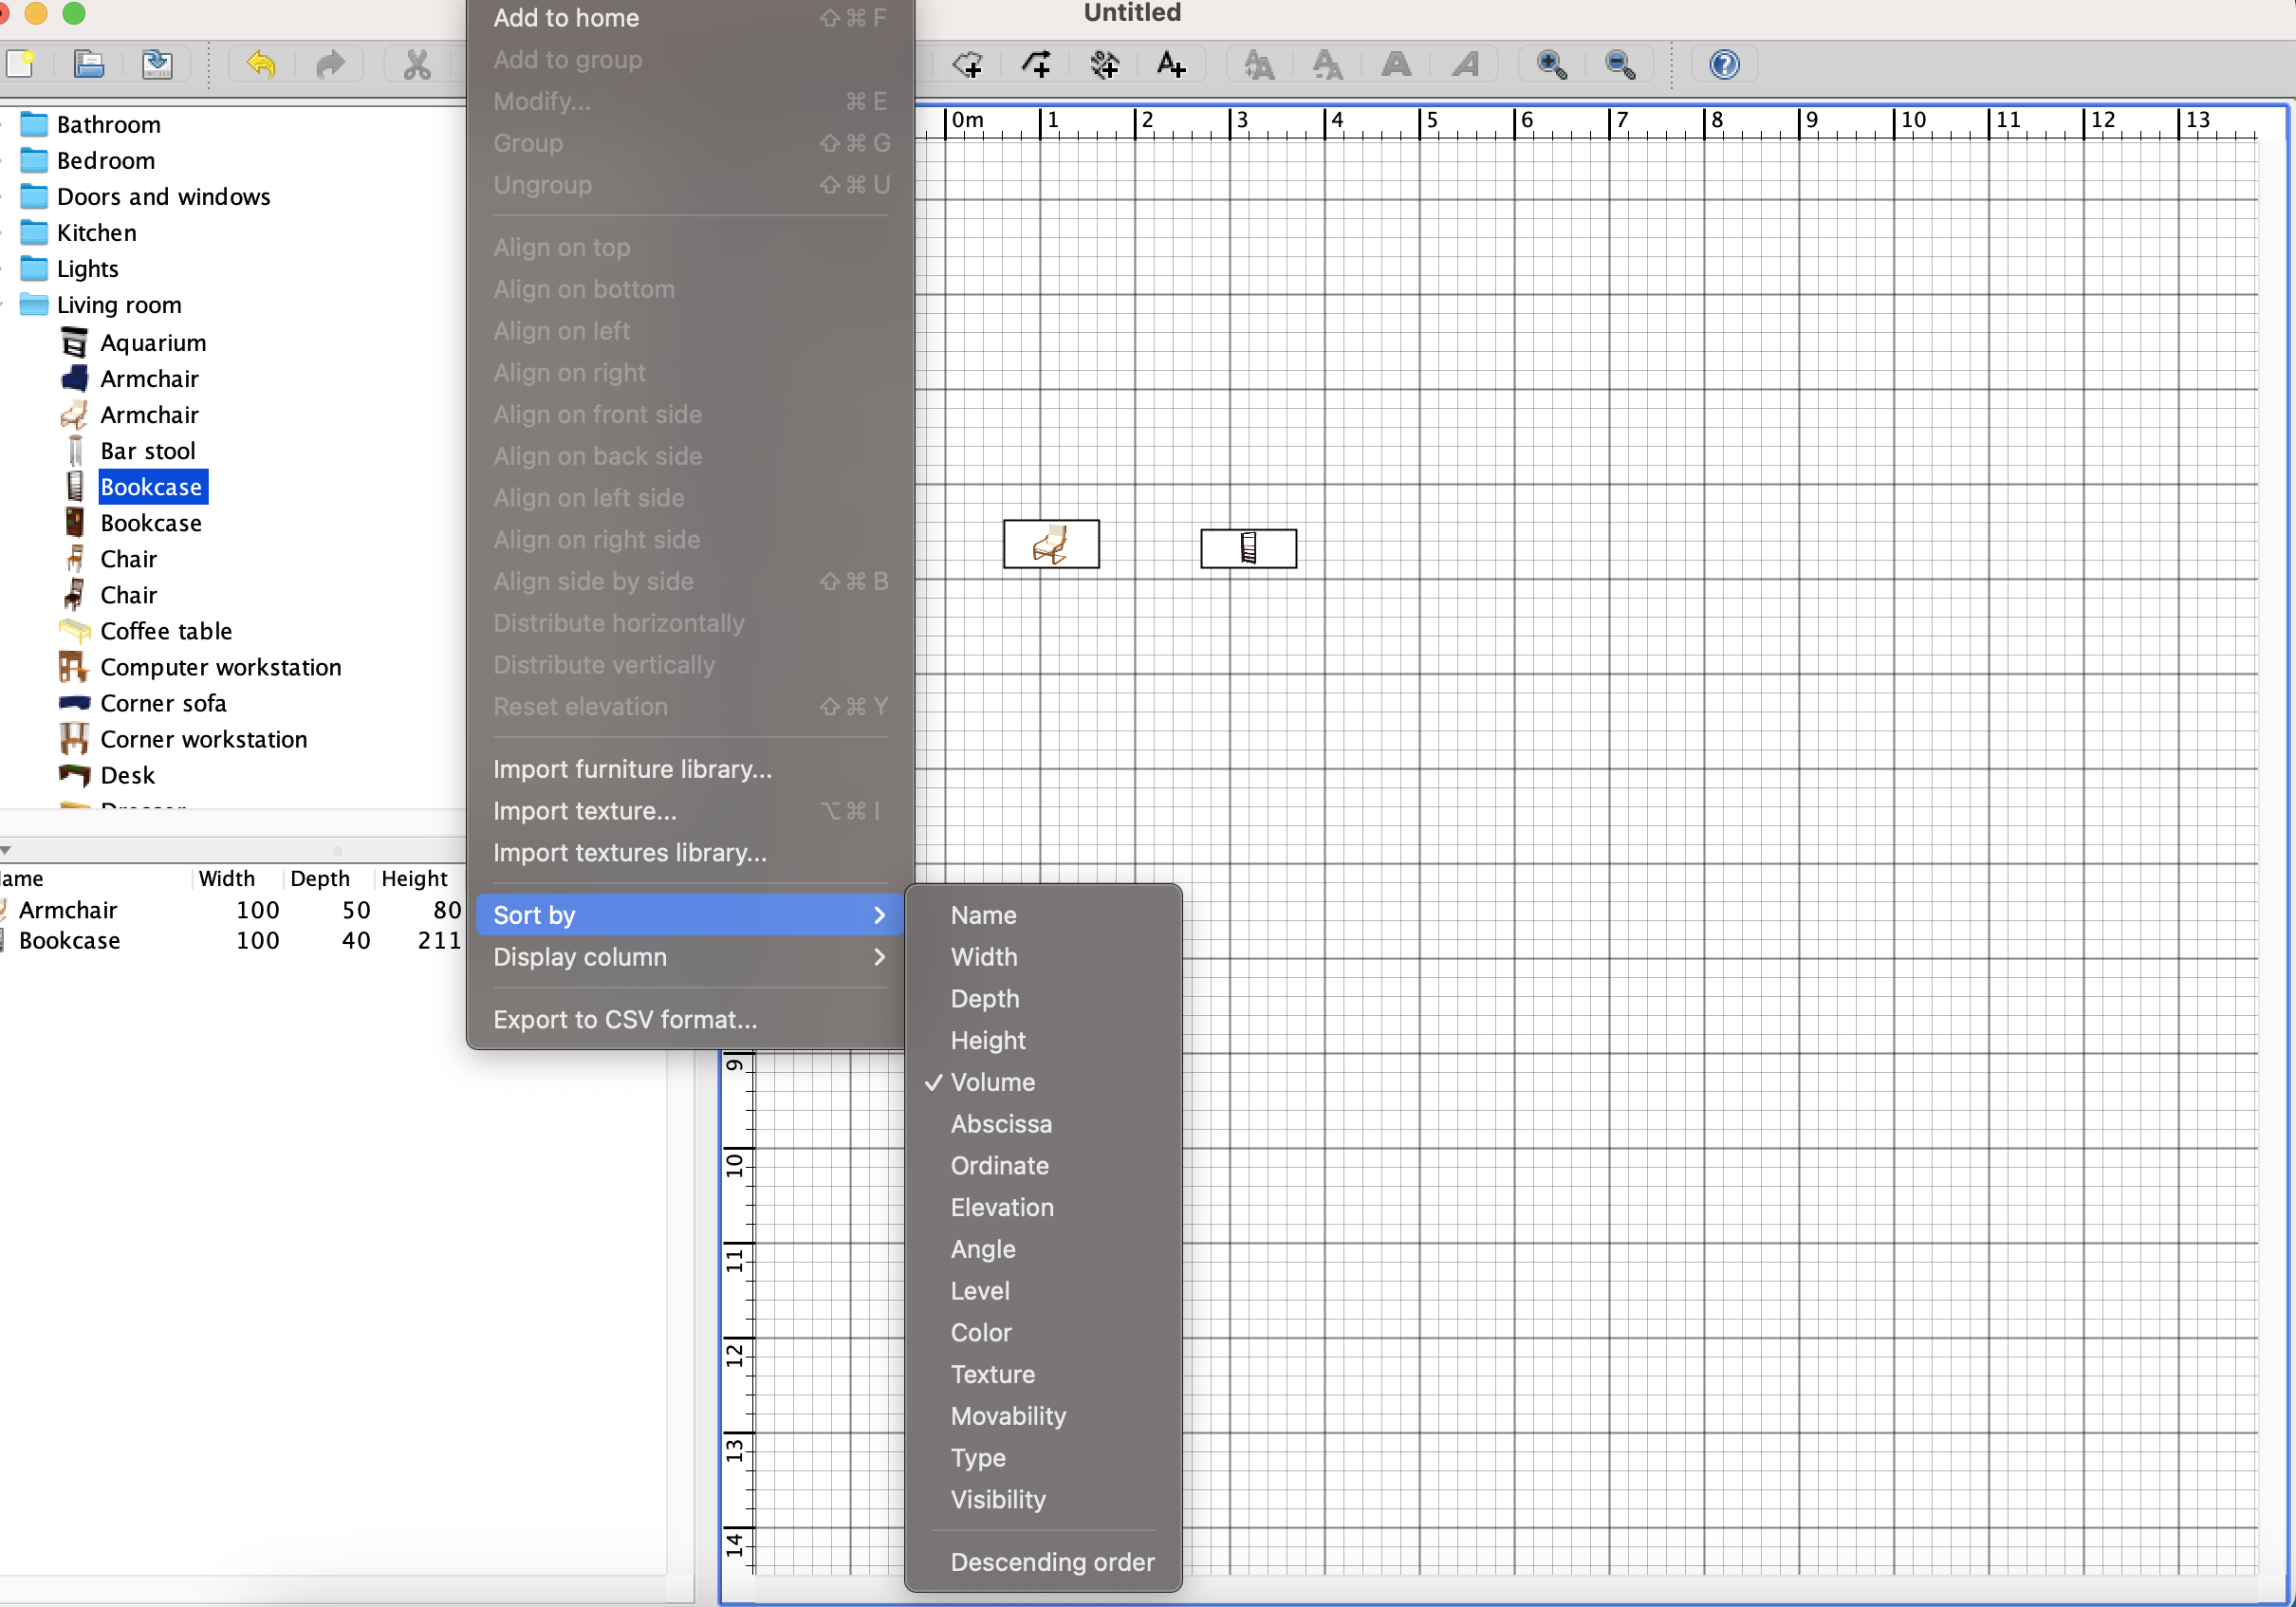 Untitled
Add to home ⇧⌘F
Add to group
Modify... ⌘E
Group ⇧⌘G
Ungroup ⇧⌘U
Align on top
Align on bottom
Align on left
Align on right
Align on front side
Align on back side
Align on left side
Align on right side
Align side by side ⇧⌘B
Distribute horizontally
Distribute vertically
Reset elevation ⇧⌘Y
Import furniture library...
Import texture... ⌥⌘I
Import textures library...
Sort by
Display column
Export to CSV format...
Name
Width
Depth
Height
✓ Volume
Abscissa
Ordinate
Elevation
Angle
Level
Color
Texture
Movability
Type
Visibility
Descending order
Bathroom
Bedroom
Doors and windows
Kitchen
Lights
Living room
Aquarium
Armchair
Armchair
Bar stool
Bookcase
Bookcase
Chair
Chair
Coffee table
Computer workstation
Corner sofa
Corner workstation
Desk
ame Width Depth Height
Armchair 100 50 80
Bookcase 100 40 211
0m 1 2 3 4 5 6 7 8 9 10 11 12 13
9
10
11
12
13
14